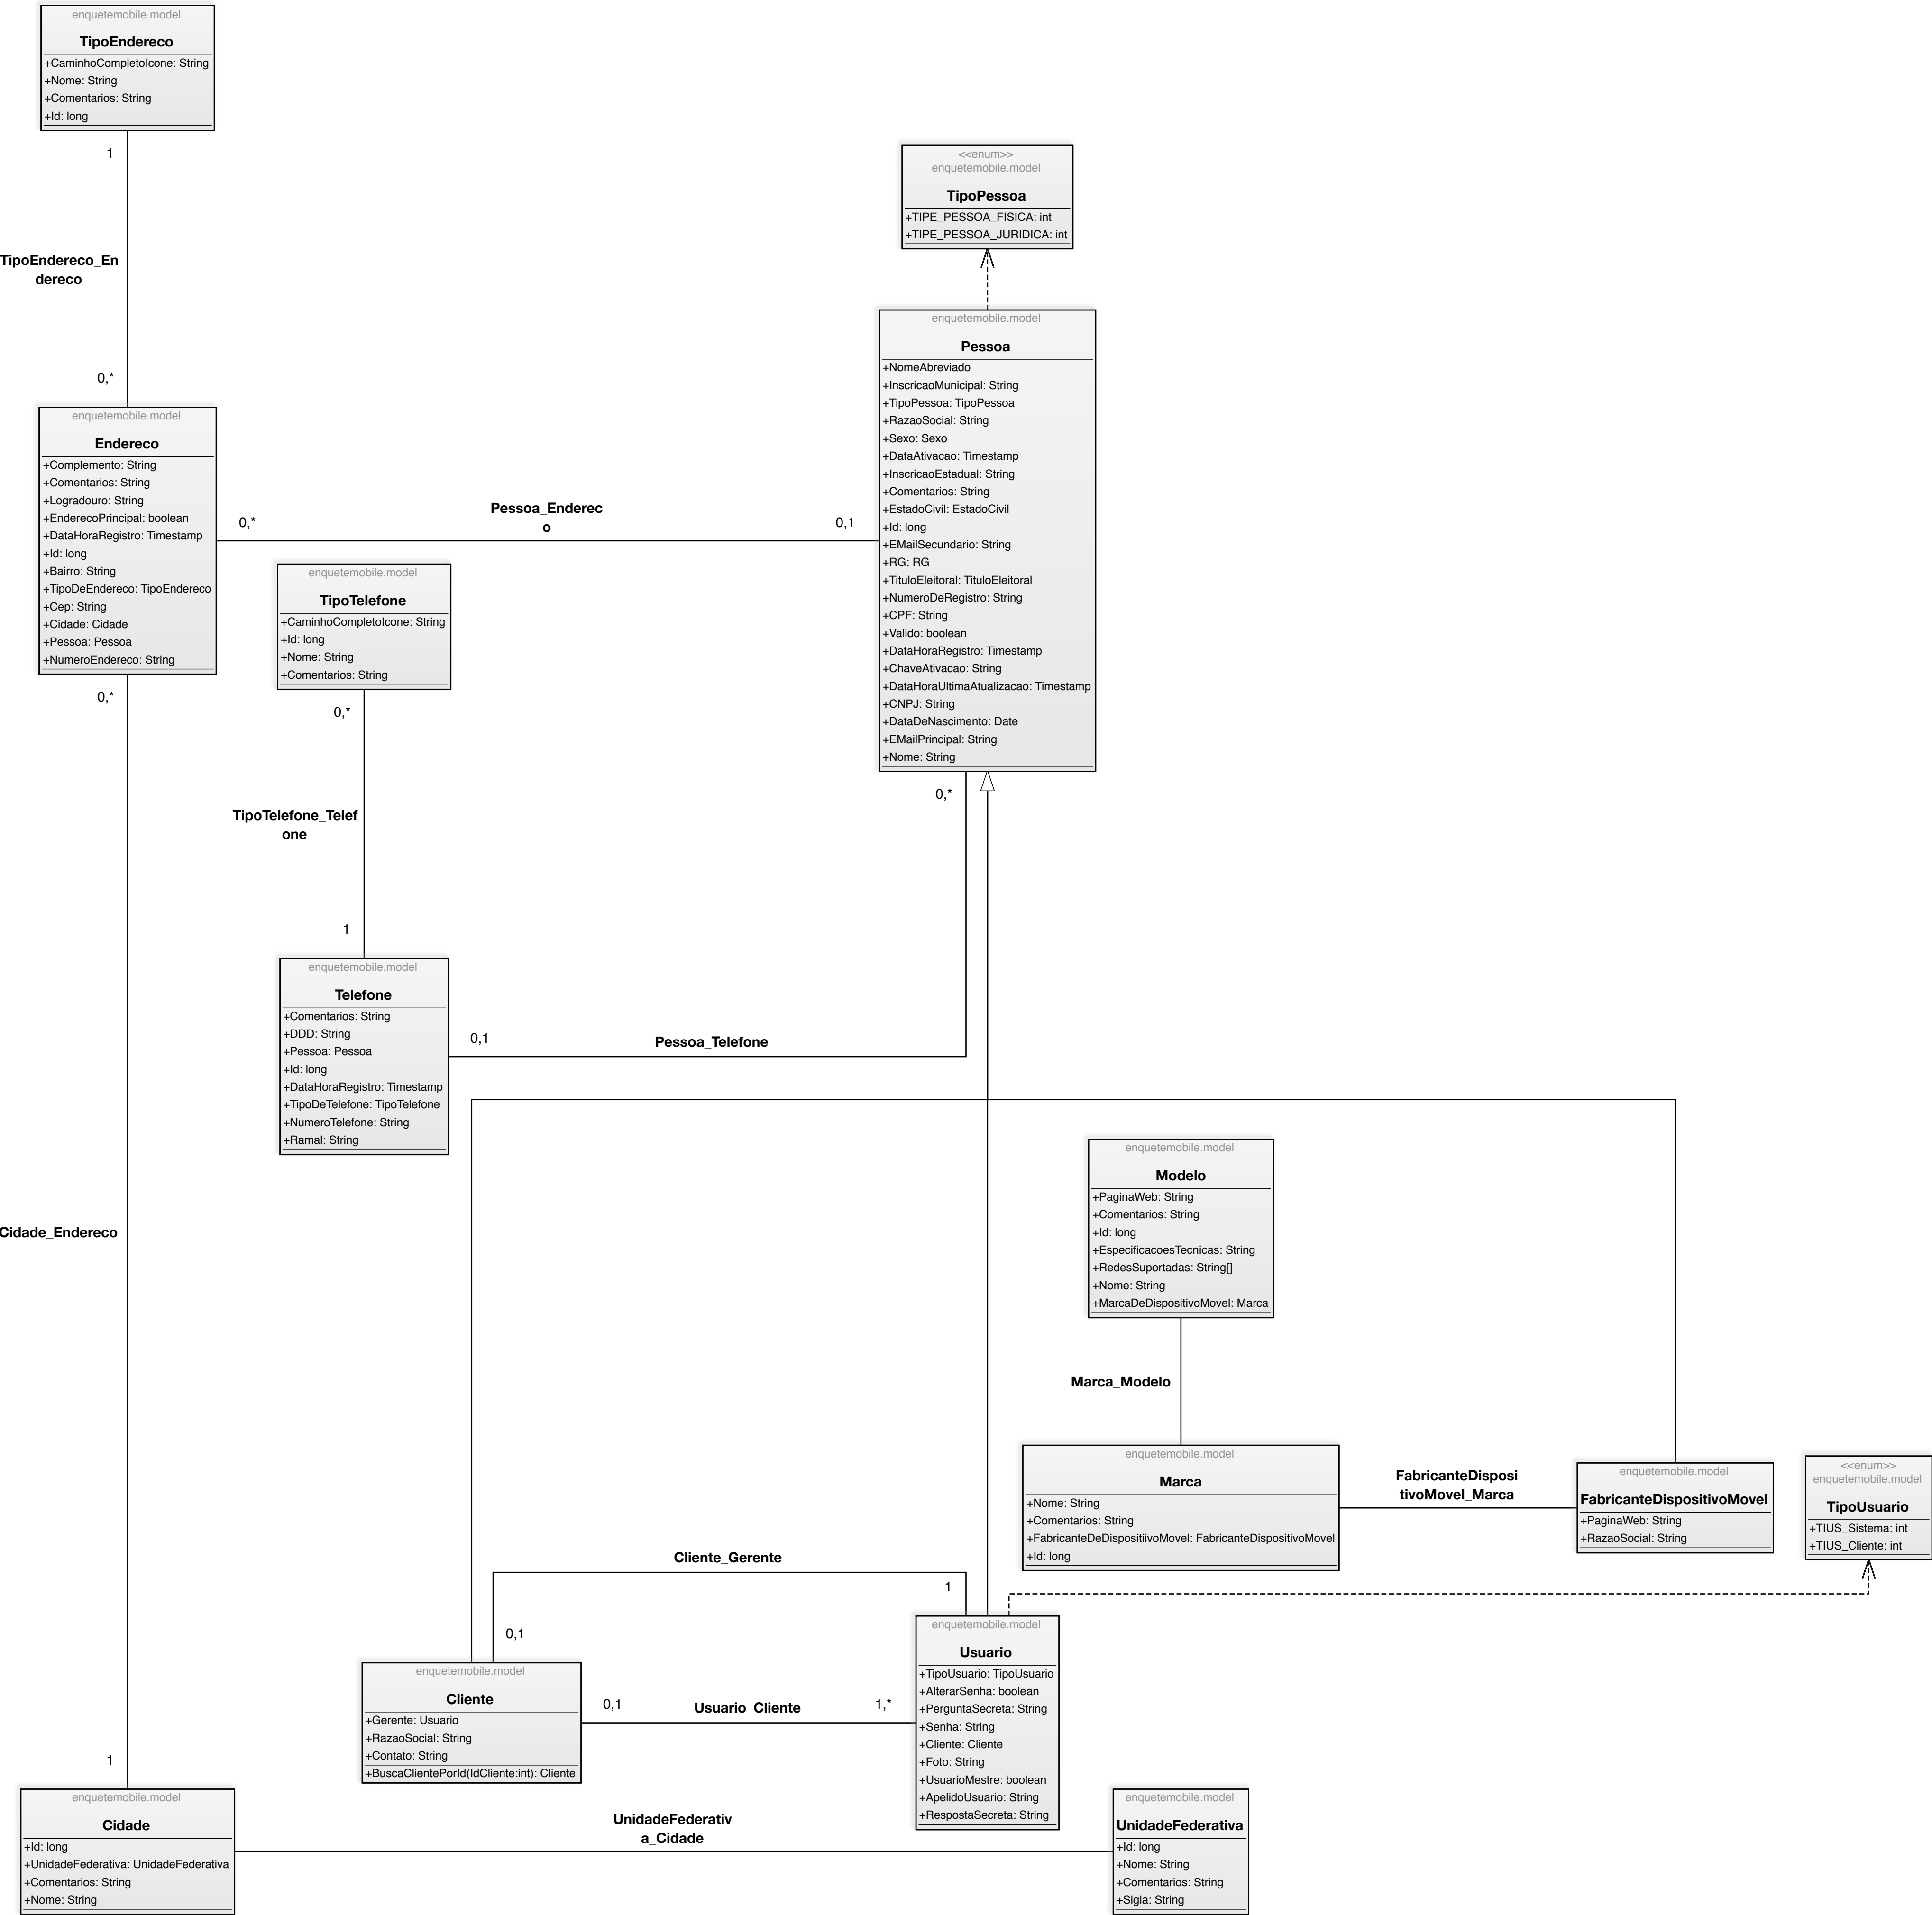 enquetemobile.model
TipoEndereco
+CaminhoCompletoIcone: String
+Nome: String
+Comentarios: String
+Id: long
1
TipoEndereco_En
dereco
0,*
<<enum>>
enquetemobile.model
TipoPessoa
+TIPE_PESSOA_FISICA: int
+TIPE_PESSOA_JURIDICA: int
enquetemobile.model
Endereco
+Complemento: String
+Comentarios: String
+Logradouro: String
+EnderecoPrincipal: boolean
+DataHoraRegistro: Timestamp
+Id: long
+Bairro: String
+TipoDeEndereco: TipoEndereco
+Cep: String
+Cidade: Cidade
+Pessoa: Pessoa
+NumeroEndereco: String
0,*
Pessoa_Enderec
o
0,1
0,*
enquetemobile.model
Pessoa
+NomeAbreviado
+InscricaoMunicipal: String
+TipoPessoa: TipoPessoa
+RazaoSocial: String
+Sexo: Sexo
+DataAtivacao: Timestamp
+InscricaoEstadual: String
+Comentarios: String
+EstadoCivil: EstadoCivil
+Id: long
+EMailSecundario: String
+RG: RG
+TituloEleitoral: TituloEleitoral
+NumeroDeRegistro: String
+CPF: String
+Valido: boolean
+DataHoraRegistro: Timestamp
+ChaveAtivacao: String
+DataHoraUltimaAtualizacao: Timestamp
+CNPJ: String
+DataDeNascimento: Date
+EMailPrincipal: String
+Nome: String
0,*
enquetemobile.model
TipoTelefone
+CaminhoCompletoIcone: String
+Id: long
+Nome: String
+Comentarios: String
0,*
TipoTelefone_Telef
one
1
enquetemobile.model
Telefone
+Comentarios: String
+DDD: String
+Pessoa: Pessoa
+Id: long
+DataHoraRegistro: Timestamp
+TipoDeTelefone: TipoTelefone
+NumeroTelefone: String
+Ramal: String
0,1
Pessoa_Telefone
Cidade_Endereco
enquetemobile.model
Modelo
+PaginaWeb: String
+Comentarios: String
+Id: long
+EspecificacoesTecnicas: String
+RedesSuportadas: String[]
+Nome: String
+MarcaDeDispositivoMovel: Marca
Marca_Modelo
enquetemobile.model
Marca
+Nome: String
+Comentarios: String
+FabricanteDeDispositiivoMovel: FabricanteDispositivoMovel
+Id: long
FabricanteDisposi
tivoMovel_Marca
enquetemobile.model
FabricanteDispositivoMovel
+PaginaWeb: String
+RazaoSocial: String
<<enum>>
enquetemobile.model
TipoUsuario
+TIUS_Sistema: int
+TIUS_Cliente: int
Cliente_Gerente
1
0,1
enquetemobile.model
Cliente
+Gerente: Usuario
+RazaoSocial: String
+Contato: String
+BuscaClientePorId(IdCliente:int): Cliente
0,1
Usuario_Cliente
1,*
enquetemobile.model
Usuario
+TipoUsuario: TipoUsuario
+AlterarSenha: boolean
+PerguntaSecreta: String
+Senha: String
+Cliente: Cliente
+Foto: String
+UsuarioMestre: boolean
+ApelidoUsuario: String
+RespostaSecreta: String
1
enquetemobile.model
Cidade
+Id: long
+UnidadeFederativa: UnidadeFederativa
+Comentarios: String
+Nome: String
UnidadeFederativ
a_Cidade
enquetemobile.model
UnidadeFederativa
+Id: long
+Nome: String
+Comentarios: String
+Sigla: String